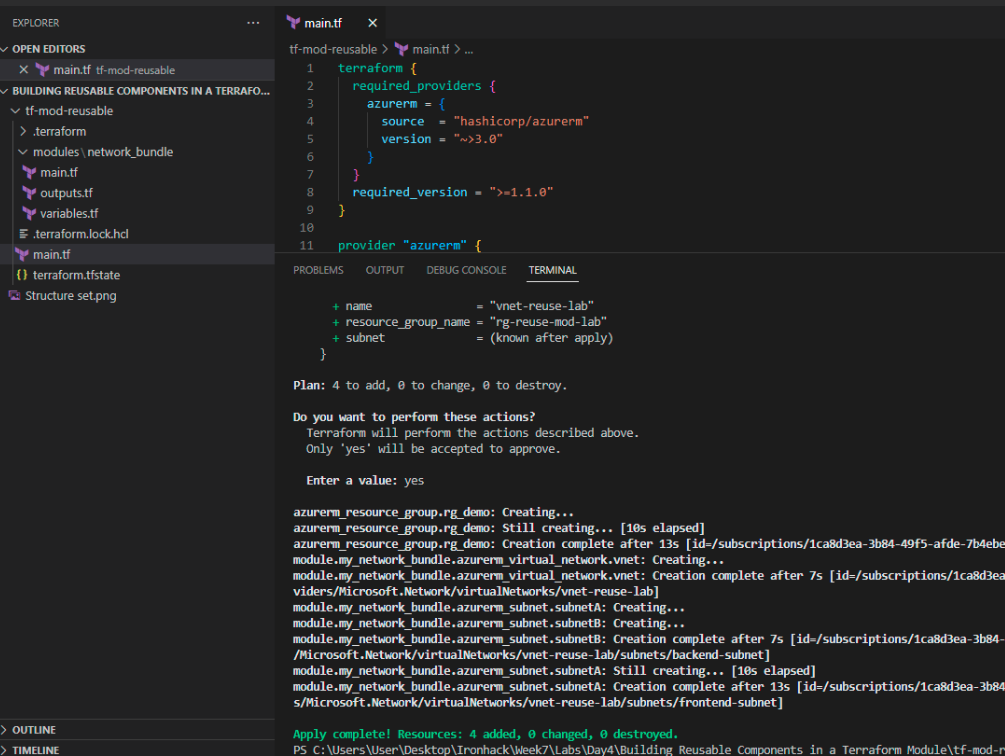 EXPLORER ...
OPEN EDITORS
main.tf tf-mod-reusable
BUILDING REUSABLE COMPONENTS IN A TERRAFO...
tf-mod-reusable
.terraform
modules\network_bundle
main.tf
outputs.tf
variables.tf
.terraform.lock.hcl
main.tf
{} terraform.tfstate
Structure set.png
OUTLINE
TIMELINE
main.tf
tf-mod-reusable > main.tf > ...
1 terraform {
2 required_providers {
3 azurerm = {
4 source = "hashicorp/azurerm"
5 version = "~>3.0"
6 }
7 }
8 required_version = ">=1.1.0"
9 }
10
11 provider "azurerm" {
PROBLEMS OUTPUT DEBUG CONSOLE TERMINAL
+ name = "vnet-reuse-lab"
+ resource_group_name = "rg-reuse-mod-lab"
+ subnet = (known after apply)
}
Plan: 4 to add, 0 to change, 0 to destroy.
Do you want to perform these actions?
Terraform will perform the actions described above.
Only 'yes' will be accepted to approve.
Enter a value: yes
azurerm_resource_group.rg_demo: Creating...
azurerm_resource_group.rg_demo: Still creating... [10s elapsed]
azurerm_resource_group.rg_demo: Creation complete after 13s [id=/subscriptions/1ca8d3ea-3b84-49f5-afde-7b4ebe
module.my_network_bundle.azurerm_virtual_network.vnet: Creating...
module.my_network_bundle.azurerm_virtual_network.vnet: Creation complete after 7s [id=/subscriptions/1ca8d3ea
viders/Microsoft.Network/virtualNetworks/vnet-reuse-lab]
module.my_network_bundle.azurerm_subnet.subnetA: Creating...
module.my_network_bundle.azurerm_subnet.subnetB: Creating...
module.my_network_bundle.azurerm_subnet.subnetB: Creation complete after 7s [id=/subscriptions/1ca8d3ea-3b84-
/Microsoft.Network/virtualNetworks/vnet-reuse-lab/subnets/backend-subnet]
module.my_network_bundle.azurerm_subnet.subnetA: Still creating... [10s elapsed]
module.my_network_bundle.azurerm_subnet.subnetA: Creation complete after 13s [id=/subscriptions/1ca8d3ea-3b84
s/Microsoft.Network/virtualNetworks/vnet-reuse-lab/subnets/frontend-subnet]
Apply complete! Resources: 4 added, 0 changed, 0 destroyed.
PS C:\Users\User\Desktop\Ironhack\Week7\Labs\Day4\Building Reusable Components in a Terraform Module\tf-mod-r